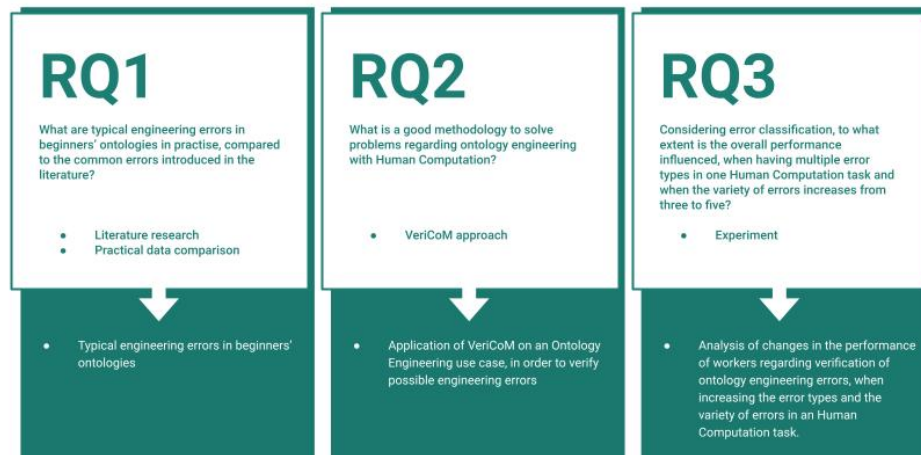 RQ1
What are typical engineering errors in
beginners' ontologies in practise, compared
to the common errors introduced in the
literature?
● Literature research
● Practical data comparison
● Typical engineering errors in beginners'
ontologies
RQ2
What is a good methodology to solve
problems regarding ontology engineering
with Human Computation?
● VeriCoM approach
● Application of VeriCoM on an Ontology
Engineering use case, in order to verify
possible engineering errors
RQ3
Considering error classification, to what
extent is the overall performance
influenced, when having multiple error
types in one Human Computation task and
when the variety of errors increases from
three to five?
● Experiment
● Analysis of changes in the performance
of workers regarding verification of
ontology engineering errors, when
increasing the error types and the
variety of errors in an Human
Computation task.